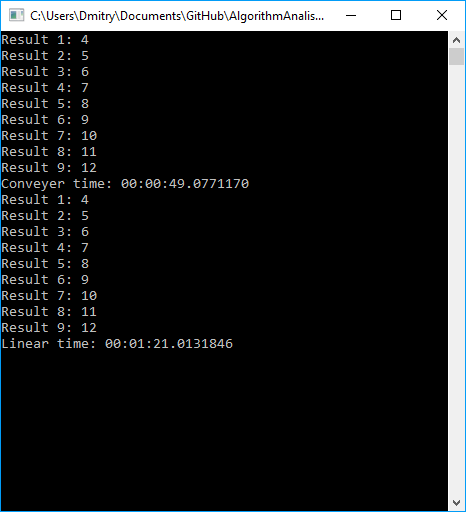 C:\Users\Dmitry\Documents\GitHub\AlgorithmAnalis...
Result 1: 4
Result 2: 5
Result 3: 6
Result 4: 7
Result 5: 8
Result 6: 9
Result 7: 10
Result 8: 11
Result 9: 12
Conveyer time: 00:00:49.0771170
Result 1: 4
Result 2: 5
Result 3: 6
Result 4: 7
Result 5: 8
Result 6: 9
Result 7: 10
Result 8: 11
Result 9: 12
Linear time: 00:01:21.0131846